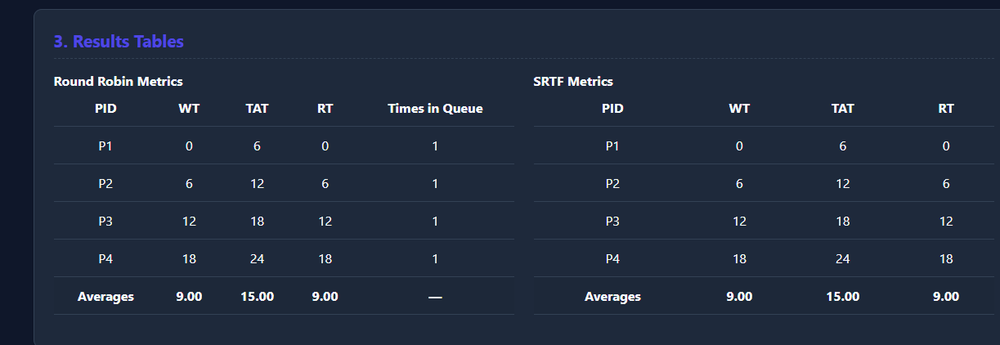 3. Results Tables
Round Robin Metrics
PID WT TAT RT Times in Queue
P1 0 6 0 1
P2 6 12 6 1
P3 12 18 12 1
P4 18 24 18 1
Averages 9.00 15.00 9.00 —
SRTF Metrics
PID WT TAT RT
P1 0 6 0
P2 6 12 6
P3 12 18 12
P4 18 24 18
Averages 9.00 15.00 9.00